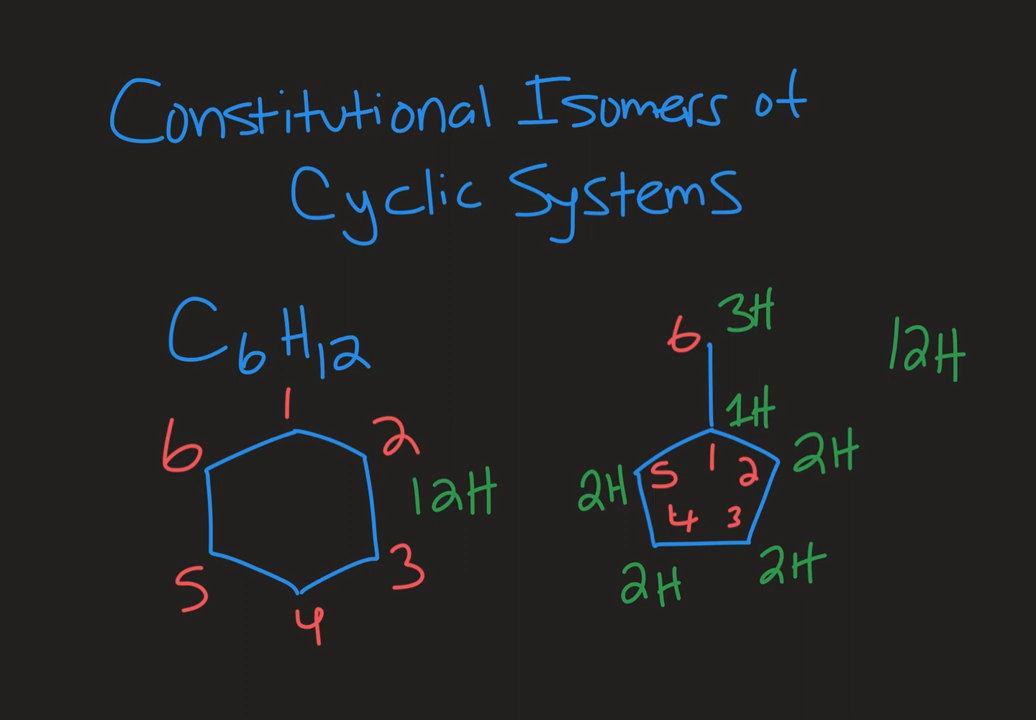 Constitutional Isomers of
Cyclic Systems
C6H12
1
6
2
12H
5
3
4
6
3H
12H
1H
2H
5
1
2
2H
4
3
2H
2H